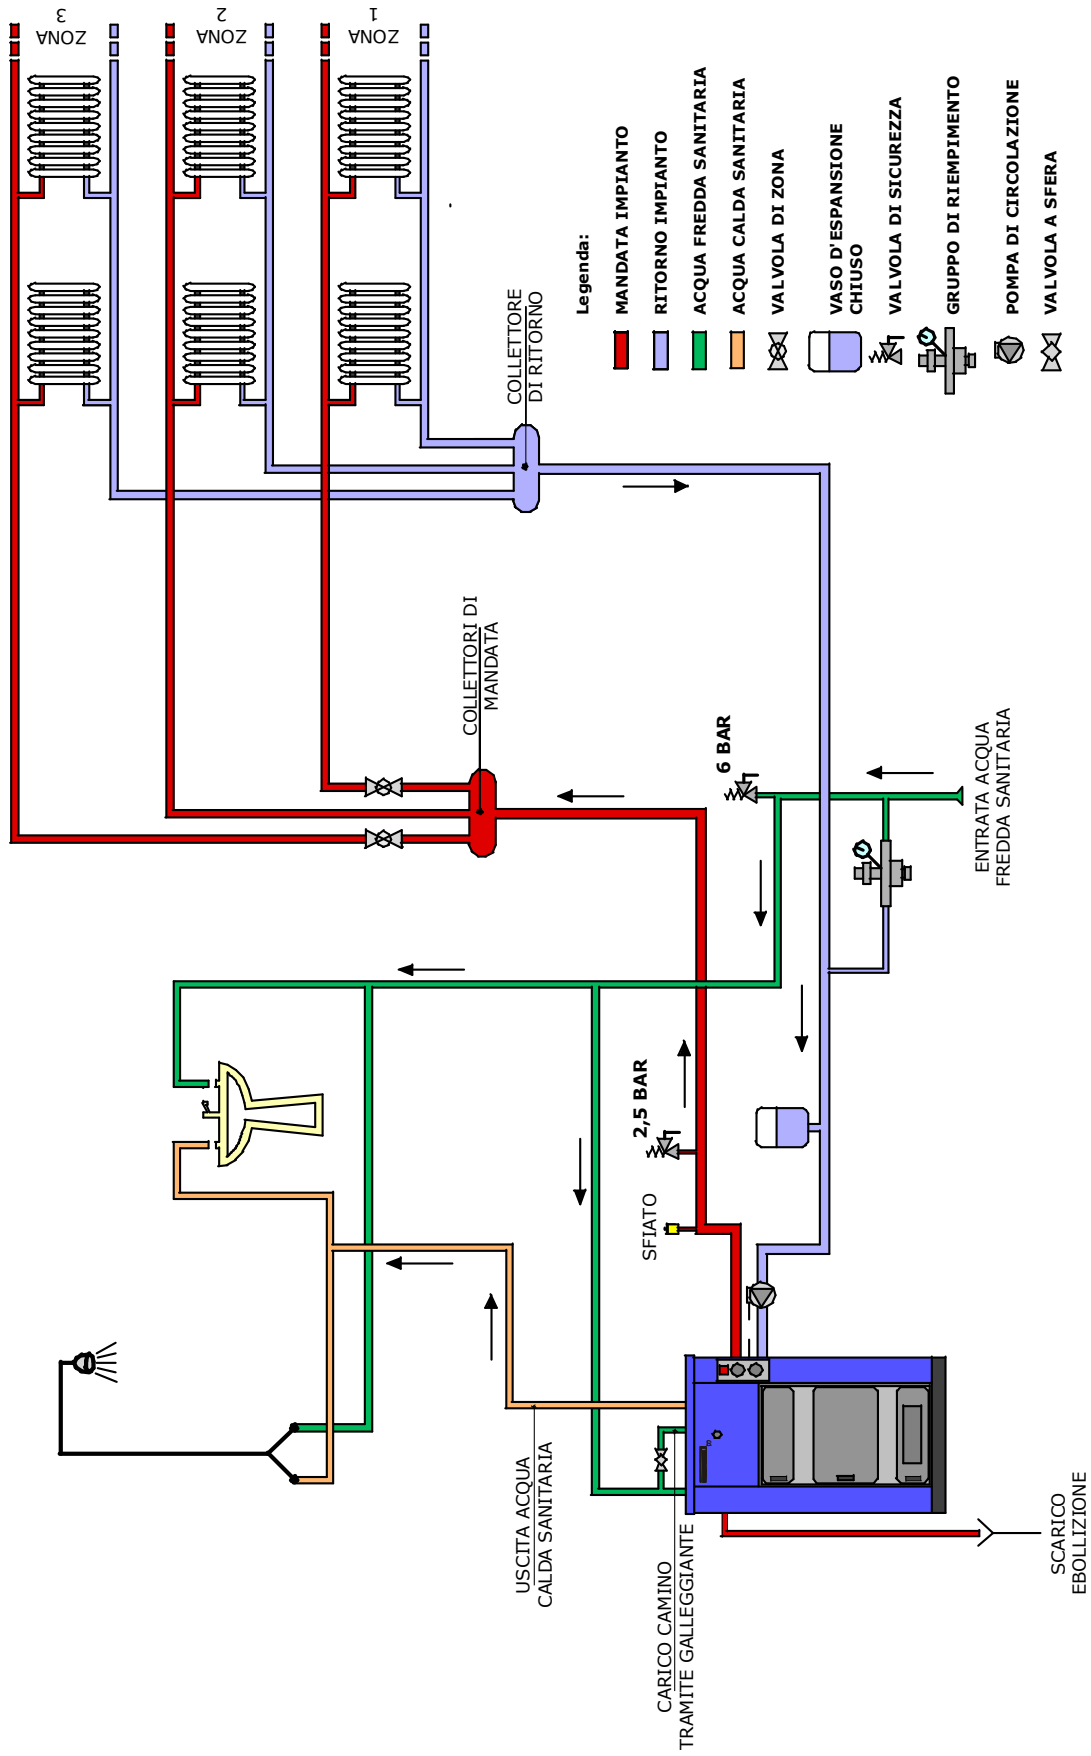 ZONA
3
ZONA
2
ZONA
1
COLLETTORE
DI RITORNO
COLLETTORI DI
MANDATA
6 BAR
2,5 BAR
SFIATO
ENTRATA ACQUA
FREDDA SANITARIA
USCITA ACQUA
CALDA SANITARIA
CARICO CAMINO
TRAMITE GALLEGGIANTE
SCARICO
EBOLLIZIONE
Legenda:
MANDATA IMPIANTO
RITORNO IMPIANTO
ACQUA FREDDA SANITARIA
ACQUA CALDA SANITARIA
VALVOLA DI ZONA
VASO D'ESPANSIONE
CHIUSO
VALVOLA DI SICUREZZA
GRUPPO DI RIEMPIMENTO
POMPA DI CIRCOLAZIONE
VALVOLA A SFERA